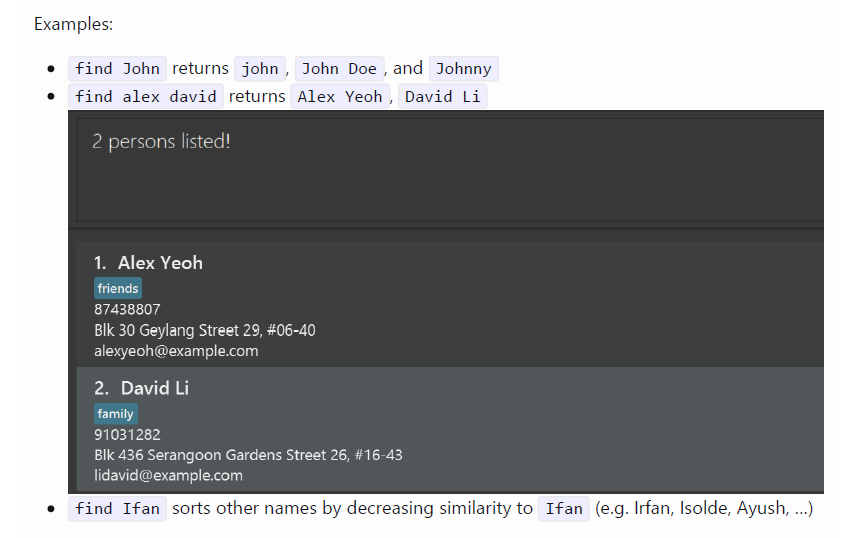 Examples:
find John returns john, John Doe, and Johnny
find alex david returns Alex Yeoh, David Li
2 persons listed!
1. Alex Yeoh
friends
87438807
Blk 30 Geylang Street 29, #06-40
alexyeoh@example.com
2. David Li
family
91031282
Blk 436 Serangoon Gardens Street 26, #16-43
lidavid@example.com
find Ifan sorts other names by decreasing similarity to Ifan (e.g. Irfan, Isolde, Ayush, ...)